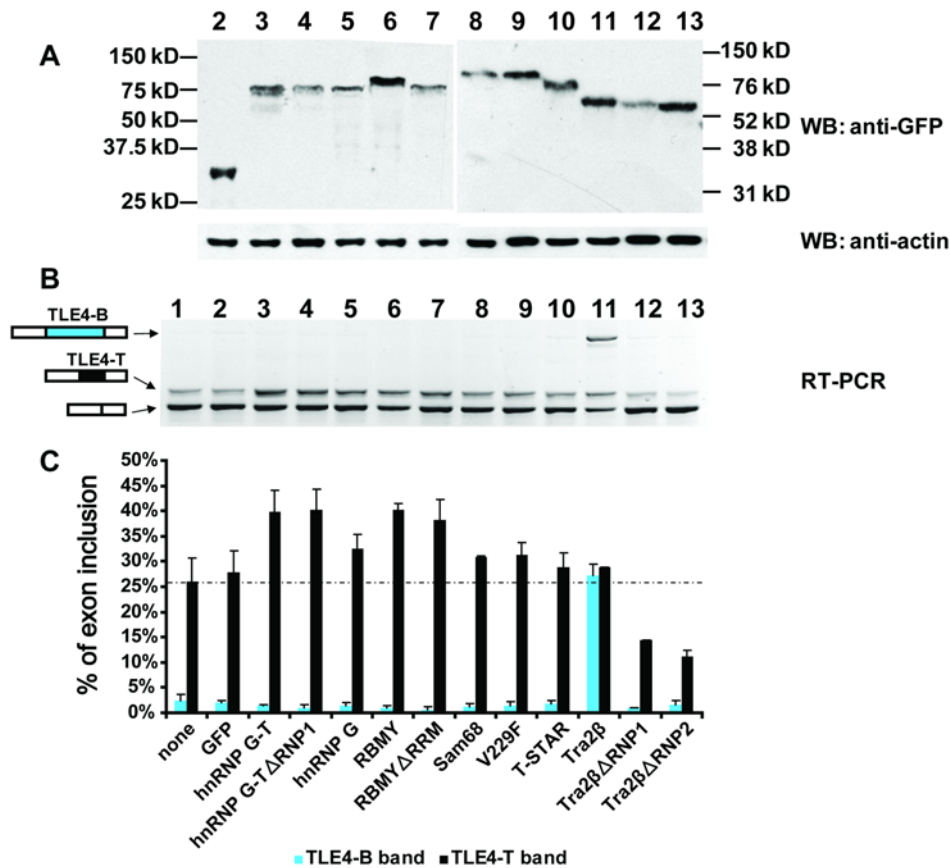 2 3 4 5 6 7 8 9 10 11 12 13
A
150 kD
75 kD
50 kD
37.5 kD
25 kD
150 kD
76 kD
52 kD
38 kD
31 kD
WB: anti-GFP
WB: anti-actin
B
1 2 3 4 5 6 7 8 9 10 11 12 13
TLE4-B
TLE4-T
RT-PCR
C
% of exon inclusion
50%
45%
40%
35%
30%
25%
20%
15%
10%
5%
0%
none
GFP
hnRNP G-T
hnRNP G-TΔRNP1
hnRNP G
RBMY
RBMYΔRRM
Sam68
V229F
T-STAR
Tra2β
Tra2βΔRNP1
Tra2βΔRNP2
TLE4-B band TLE4-T band